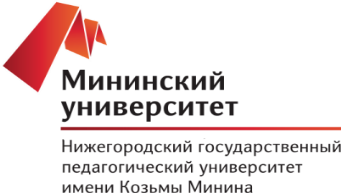 Мининский
университет
Нижегородский государственный
педагогический университет
имени Козьмы Минина